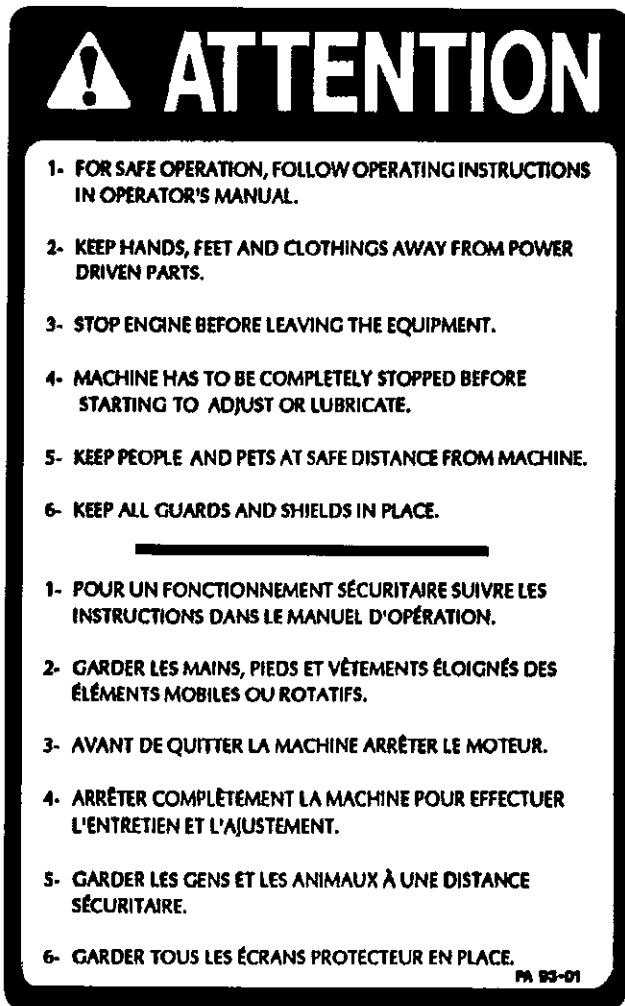 ATTENTION
1- FOR SAFE OPERATION, FOLLOW OPERATING INSTRUCTIONS
IN OPERATOR'S MANUAL.
2- KEEP HANDS, FEET AND CLOTHINGS AWAY FROM POWER
DRIVEN PARTS.
3- STOP ENGINE BEFORE LEAVING THE EQUIPMENT.
4- MACHINE HAS TO BE COMPLETELY STOPPED BEFORE
STARTING TO ADJUST OR LUBRICATE.
5- KEEP PEOPLE AND PETS AT SAFE DISTANCE FROM MACHINE.
6- KEEP ALL GUARDS AND SHIELDS IN PLACE.
1- POUR UN FONCTIONNEMENT SÉCURITAIRE SUIVRE LES
INSTRUCTIONS DANS LE MANUEL D'OPÉRATION.
2- GARDER LES MAINS, PIEDS ET VÊTEMENTS ÉLOIGNÉS DES
ÉLÉMENTS MOBILES OU ROTATIFS.
3- AVANT DE QUITTER LA MACHINE ARRÊTER LE MOTEUR.
4- ARRÊTER COMPLÈTEMENT LA MACHINE POUR EFFECTUER
L'ENTRETIEN ET L'AJUSTEMENT.
5- GARDER LES GENS ET LES ANIMAUX À UNE DISTANCE
SÉCURITAIRE.
6- GARDER TOUS LES ÉCRANS PROTECTEUR EN PLACE.
PA 93-01